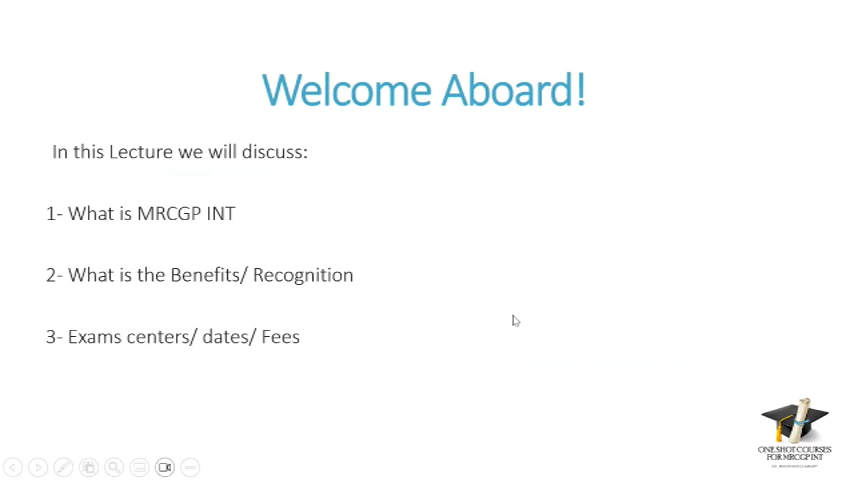 Welcome Aboard!
In this Lecture we will discuss:
1- What is MRCGP INT
2- What is the Benefits/ Recognition
3- Exams centers/ dates/ Fees
ONE SHOT COURSES
FOR MRCGP INT